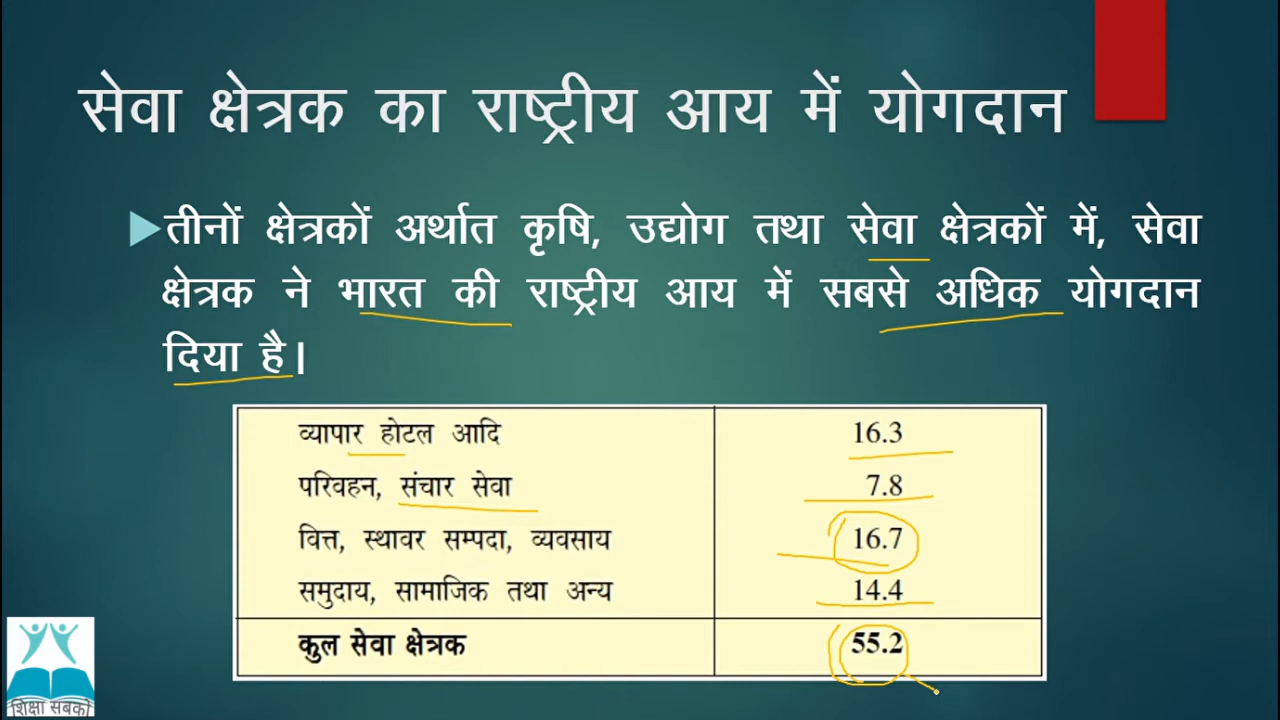 सेवा क्षेत्रक का राष्ट्रीय आय में योगदान
तीनों क्षेत्रकों अर्थात कृषि, उद्योग तथा सेवा क्षेत्रकों में, सेवा
क्षेत्रक ने भारत की राष्ट्रीय आय में सबसे अधिक योगदान
दिया है।
व्यापार होटल आदि 16.3
परिवहन, संचार सेवा 7.8
वित्त, स्थावर सम्पदा, व्यवसाय 16.7
समुदाय, सामाजिक तथा अन्य 14.4
कुल सेवा क्षेत्रक 55.2
शिक्षा सबको